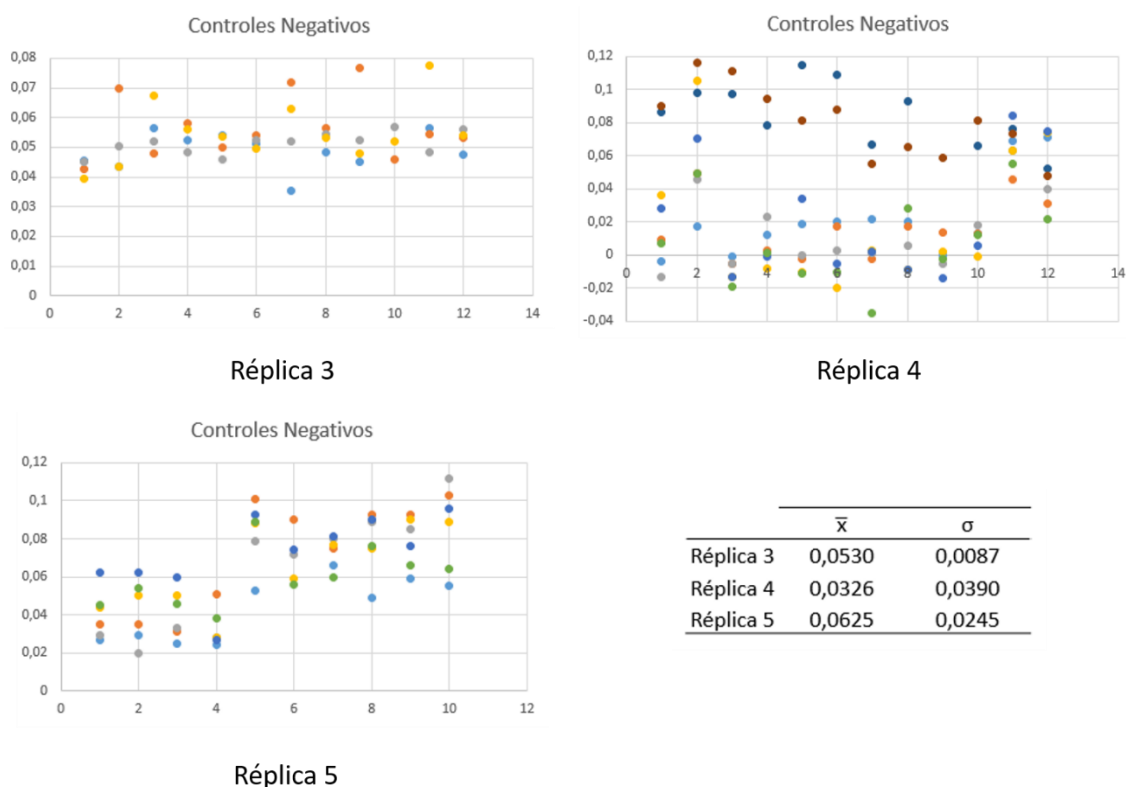 Controles Negativos
0,08
0,07
0,06
0,05
0,04
0,03
0,02
0,01
0
0 2 4 6 8 10 12 14
Réplica 3
Controles Negativos
0,12
0,1
0,08
0,06
0,04
0,02
0
-0,02
-0,04
0 2 4 6 8 10 12 14
Réplica 4
Controles Negativos
0,12
0,1
0,08
0,06
0,04
0,02
0
0 2 4 6 8 10 12
Réplica 5
x̅ σ
Réplica 3 0,0530 0,0087
Réplica 4 0,0326 0,0390
Réplica 5 0,0625 0,0245